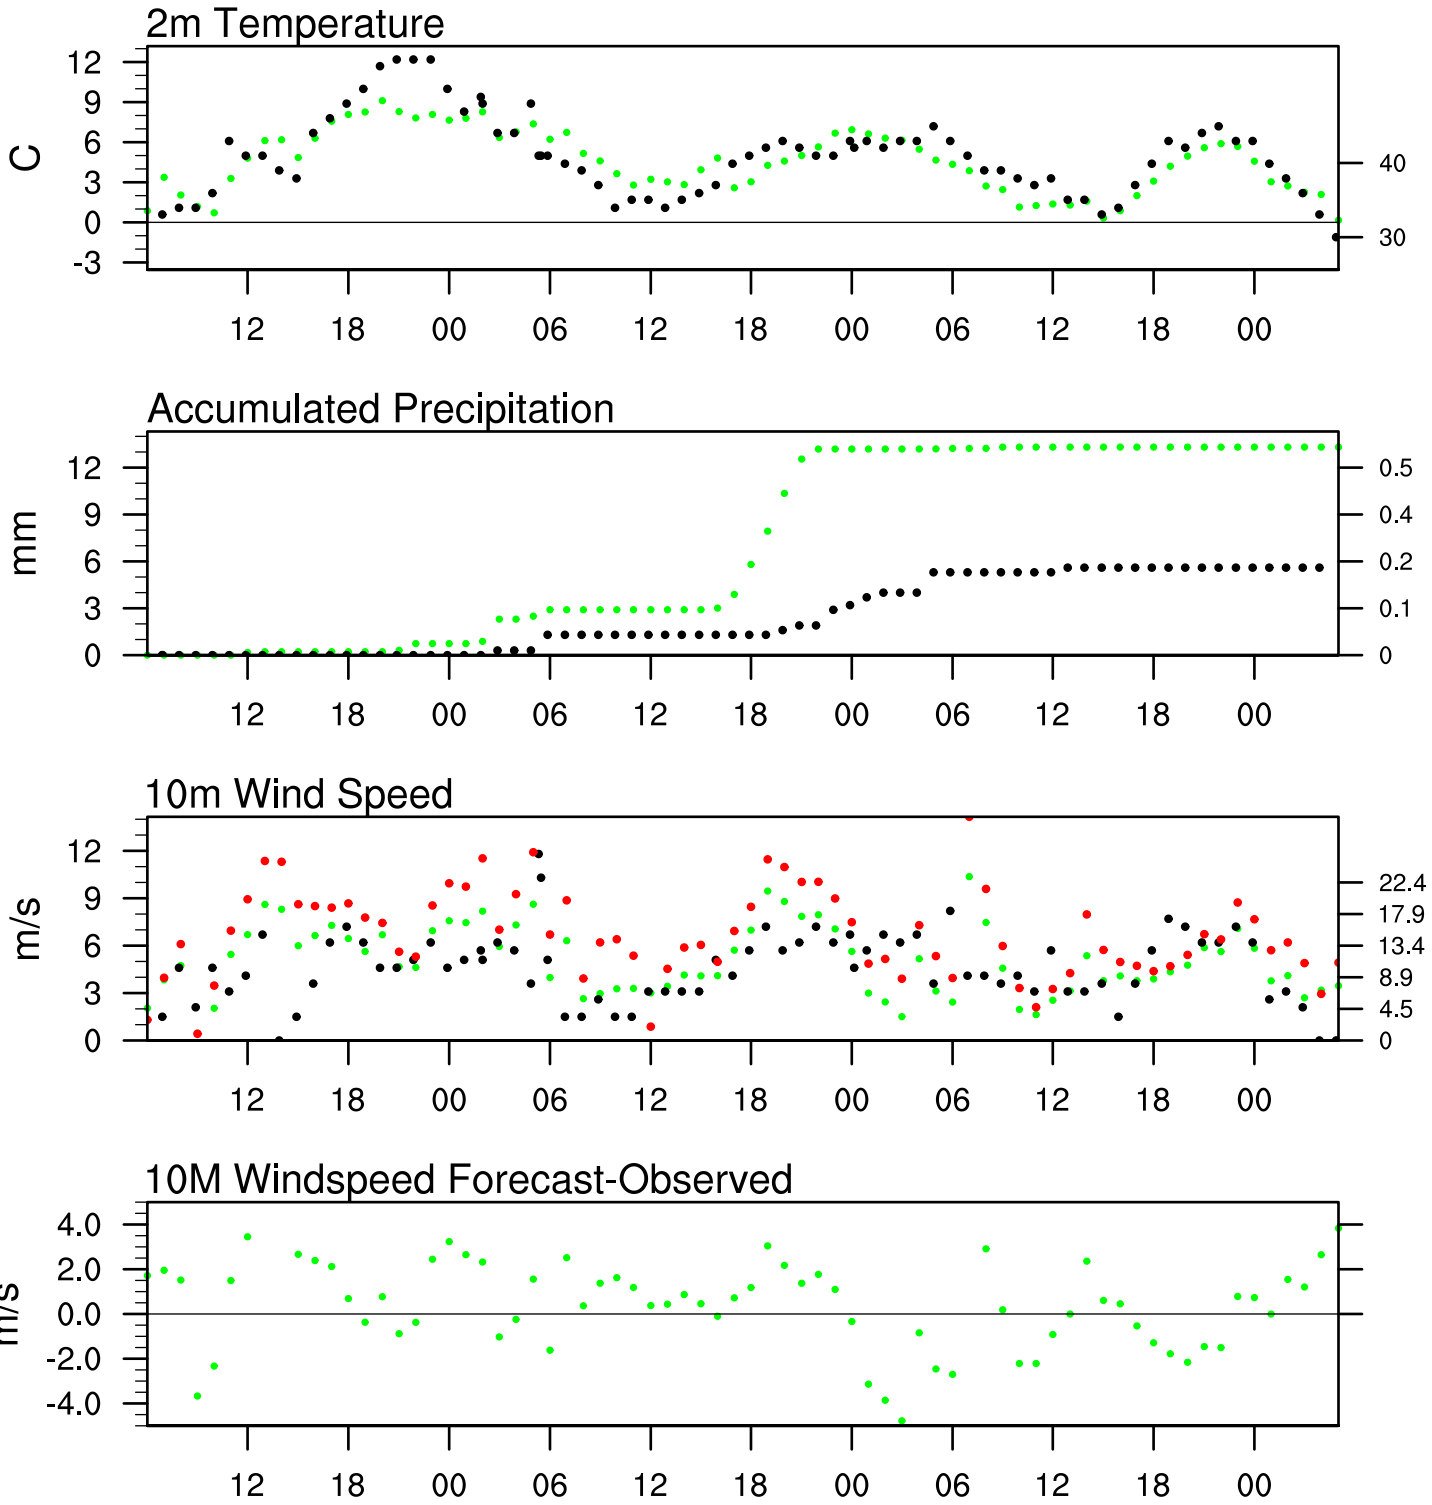 2m Temperature
C
12
9
6
3
0
-3
40
30
12 18 00 06 12 18 00 06 12 18 00
Accumulated Precipitation
mm
12
9
6
3
0
0.5
0.4
0.2
0.1
0
12 18 00 06 12 18 00 06 12 18 00
10m Wind Speed
m/s
12
9
6
3
0
22.4
17.9
13.4
8.9
4.5
0
12 18 00 06 12 18 00 06 12 18 00
10M Windspeed Forecast-Observed
m/s
4.0
2.0
0.0
-2.0
-4.0
12 18 00 06 12 18 00 06 12 18 00